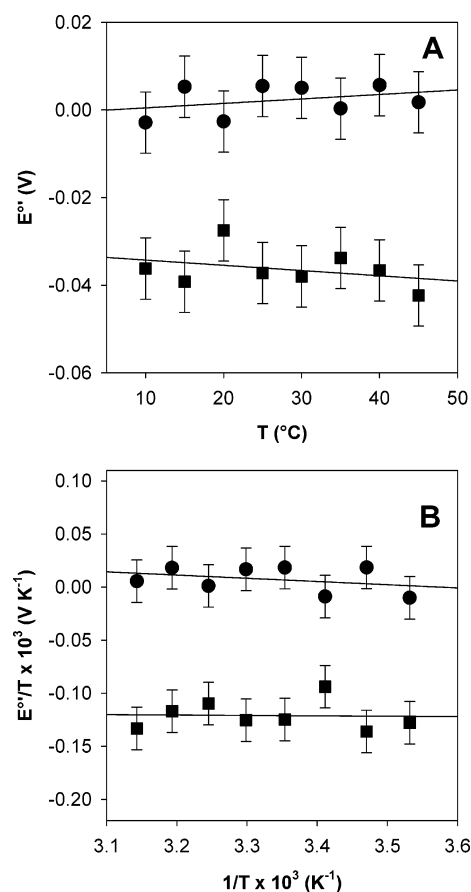 A
0.02
0.00
-0.02
-0.04
-0.06
E°' (V)
10 20 30 40 50
T (°C)
B
0.10
0.05
0.00
-0.05
-0.10
-0.15
-0.20
E°'/T x 10³ (V K⁻¹)
3.1 3.2 3.3 3.4 3.5 3.6
1/T x 10³ (K⁻¹)